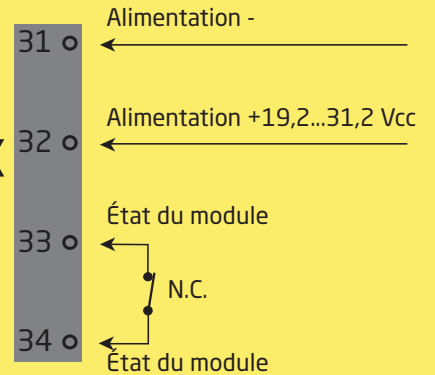 Alimentation -
31
Alimentation +19,2...31,2 Vcc
32
État du module
33
N.C.
34
État du module